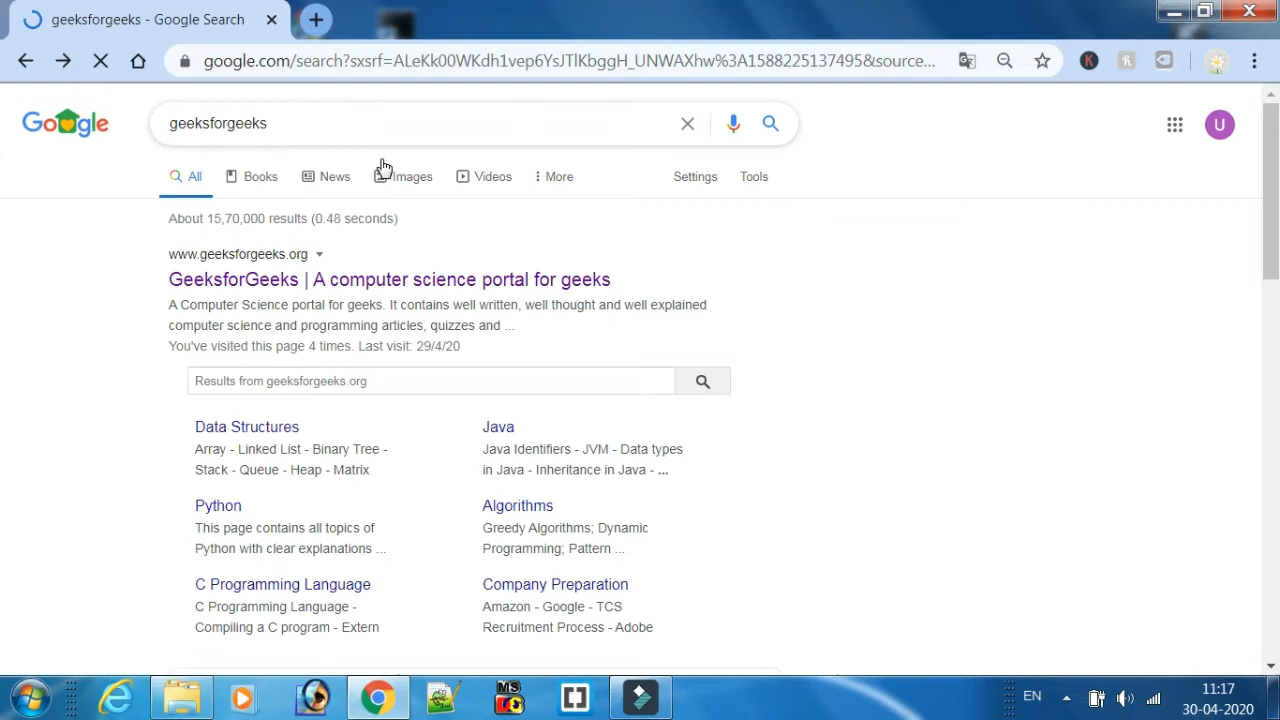 geeksforgeeks - Google Search
google.com/search?sxsrf=ALeKk00WKdh1vep6YsJTlKbggH_UNWAXhw%3A1588225137495&source...
K
Google
geeksforgeeks
U
All
Books
News
Images
Videos
More
Settings
Tools
About 15,70,000 results (0.48 seconds)
www.geeksforgeeks.org
GeeksforGeeks | A computer science portal for geeks
A Computer Science portal for geeks. It contains well written, well thought and well explained
computer science and programming articles, quizzes and ...
You've visited this page 4 times. Last visit: 29/4/20
Results from geeksforgeeks.org
Data Structures
Array - Linked List - Binary Tree -
Stack - Queue - Heap - Matrix
Java
Java Identifiers - JVM - Data types
in Java - Inheritance in Java - ...
Python
This page contains all topics of
Python with clear explanations ...
Algorithms
Greedy Algorithms; Dynamic
Programming; Pattern ...
C Programming Language
C Programming Language -
Compiling a C program - Extern
Company Preparation
Amazon - Google - TCS
Recruitment Process - Adobe
MS
EN
11:17
30-04-2020